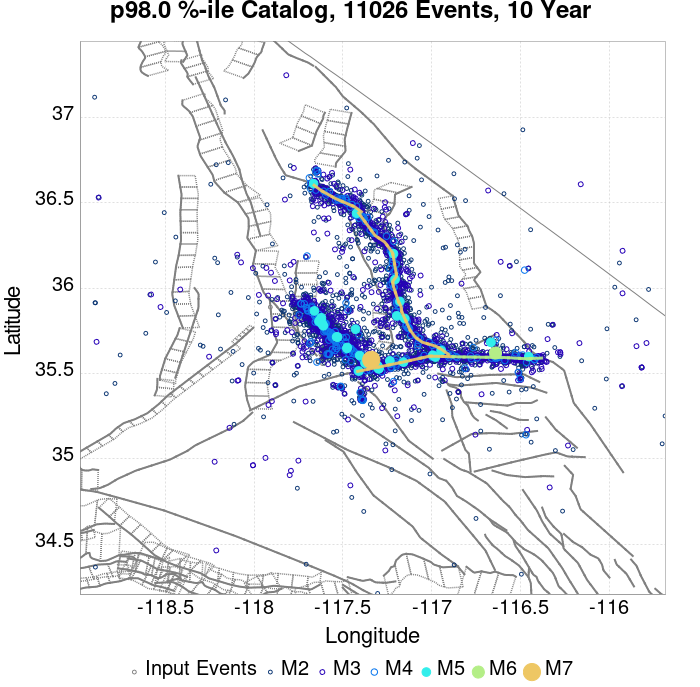 p98.0 %-ile Catalog, 11026 Events, 10 Year
37
36.5
36
35.5
35
34.5
Latitude
-118.5 -118 -117.5 -117 -116.5 -116
Longitude
Input Events M2 M3 M4 M5 M6 M7